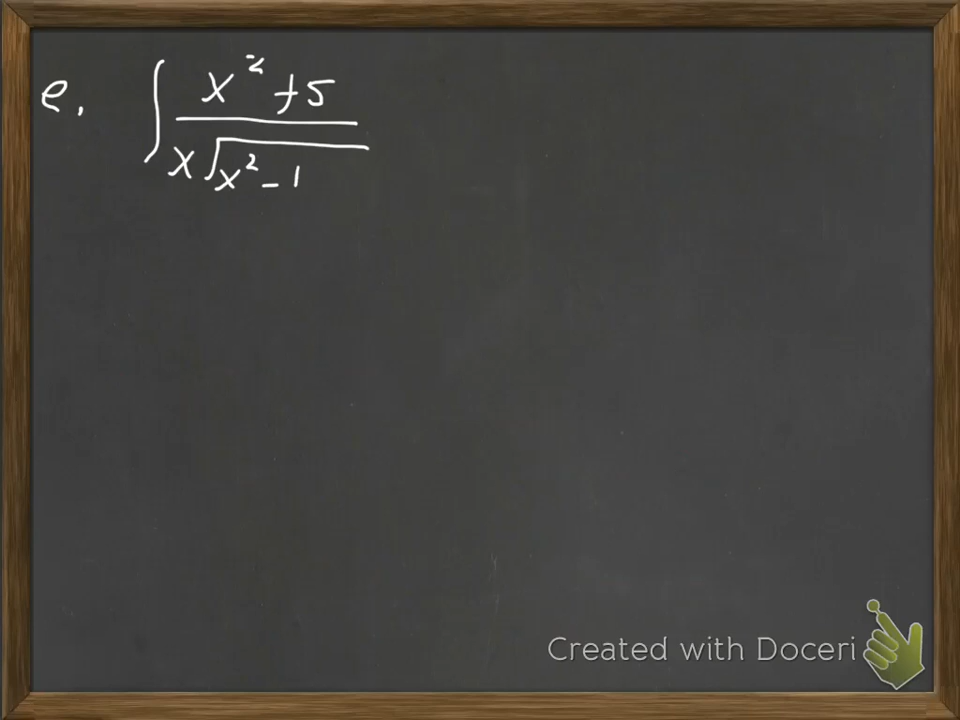 e. ∫ (x² + 5) / (x√(x² - 1))
Created with Doceri